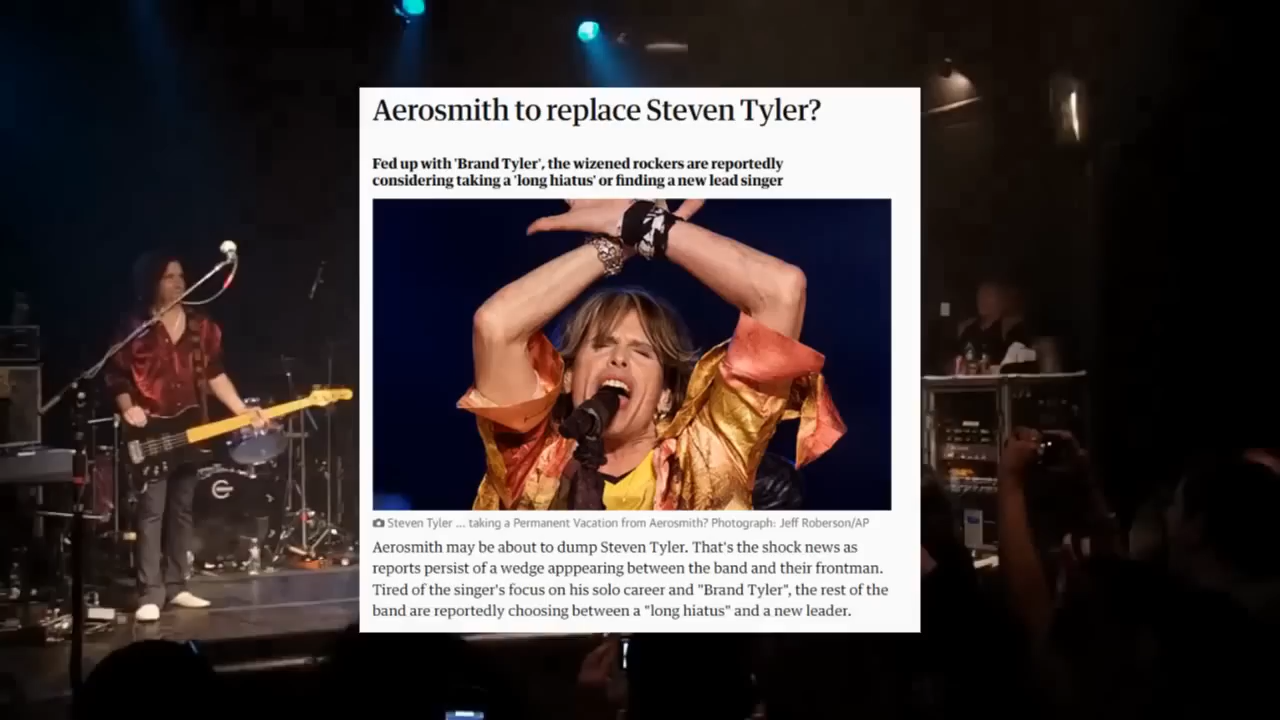 Aerosmith to replace Steven Tyler?
Fed up with 'Brand Tyler', the wizened rockers are reportedly
considering taking a 'long hiatus' or finding a new lead singer
Steven Tyler ... taking a Permanent Vacation from Aerosmith? Photograph: Jeff Roberson/AP
Aerosmith may be about to dump Steven Tyler. That's the shock news as
reports persist of a wedge apppearing between the band and their frontman.
Tired of the singer's focus on his solo career and "Brand Tyler", the rest of the
band are reportedly choosing between a "long hiatus" and a new leader.